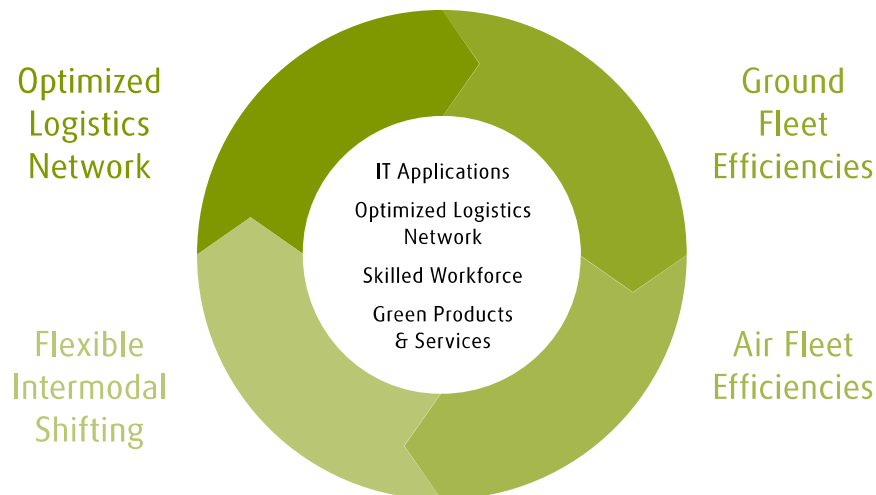 Optimized
Logistics
Network
Ground
Fleet
Efficiencies
IT Applications
Optimized Logistics
Network
Skilled Workforce
Green Products
& Services
Flexible
Intermodal
Shifting
Air Fleet
Efficiencies